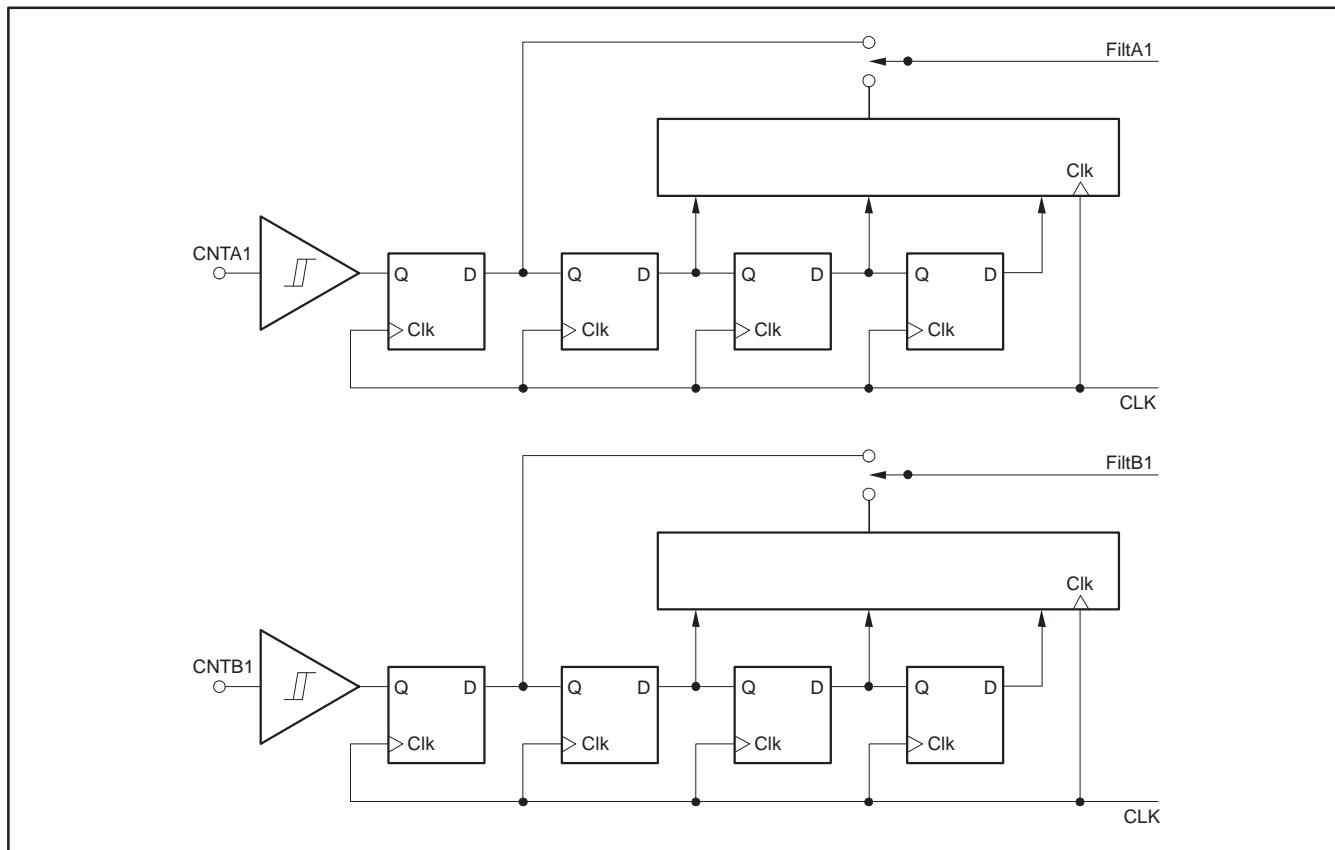 FiltA1
Clk
CNTA1
Q D Q D Q D Q D
Clk Clk Clk Clk
CLK
FiltB1
Clk
CNTB1
Q D Q D Q D Q D
Clk Clk Clk Clk
CLK